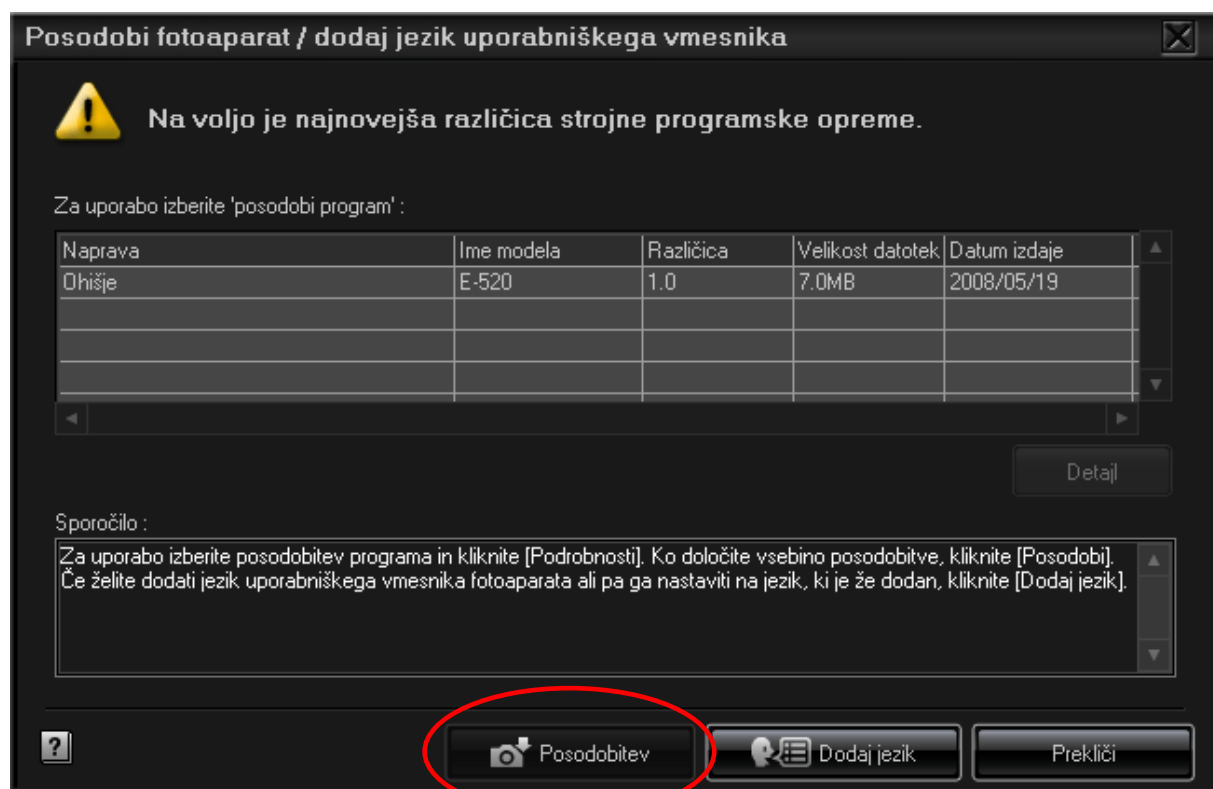 Posodobi fotoaparat / dodaj jezik uporabniškega vmesnika
Na voljo je najnovejša različica strojne programske opreme.
Za uporabo izberite 'posodobi program' :
Naprava Ime modela Različica Velikost datotek Datum izdaje
Ohišje E-520 1.0 7.0MB 2008/05/19
Detajl
Sporočilo :
Za uporabo izberite posodobitev programa in kliknite [Podrobnosti]. Ko določite vsebino posodobitve, kliknite [Posodobi].
Če želite dodati jezik uporabniškega vmesnika fotoaparata ali pa ga nastaviti na jezik, ki je že dodan, kliknite [Dodaj jezik].
? Posodobitev Dodaj jezik Prekliči